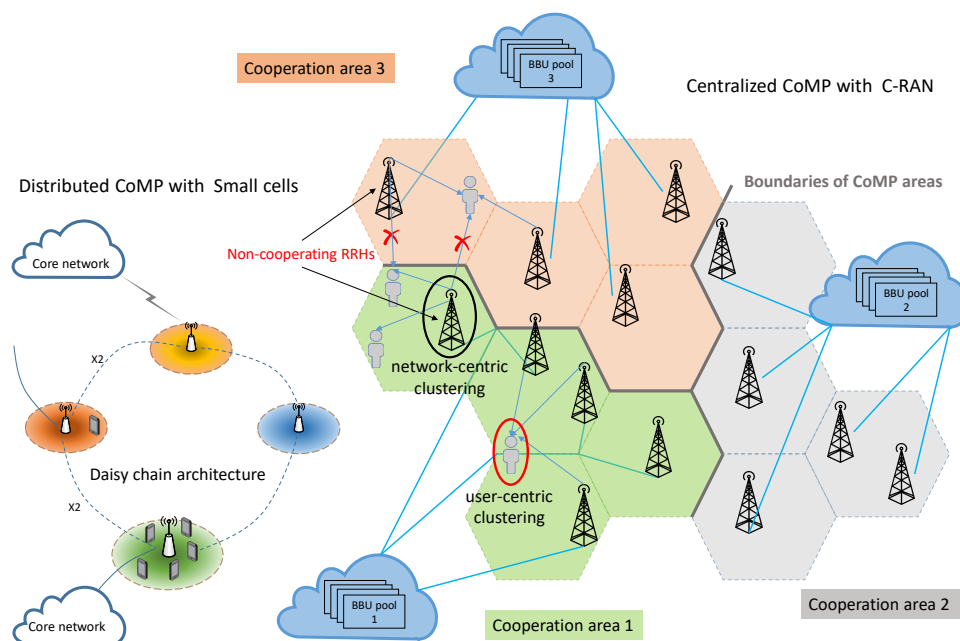 BBU pool
3
Cooperation area 3
Centralized CoMP with C-RAN
Distributed CoMP with Small cells
Boundaries of CoMP areas
Core network
Non-cooperating RRHs
BBU pool
2
X2
network-centric
clustering
Daisy chain architecture
user-centric
clustering
X2
BBU pool
1
Cooperation area 2
Core network
Cooperation area 1